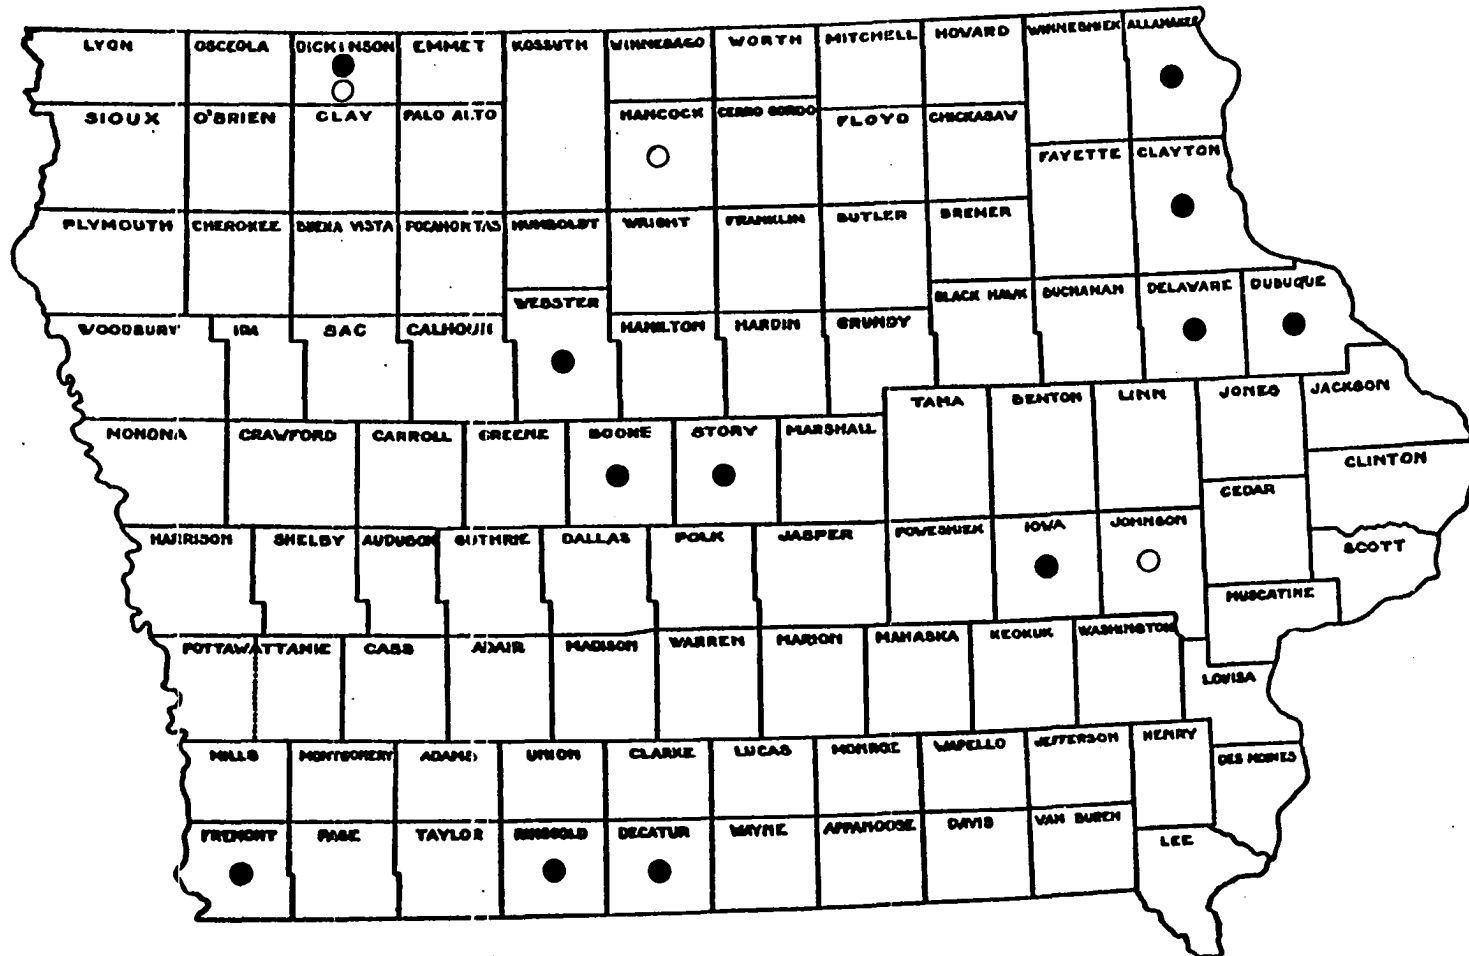 LYON OSCEOLA DICKINSON EMMET KOSSUTH WINNEBAGO WORTH MITCHELL HOWARD WINNESHIEK ALLAMAKEE
SIOUX O'BRIEN CLAY PALO ALTO HANCOCK CERRO GORDO FLOYD CHICKASAW
FAYETTE CLAYTON
PLYMOUTH CHEROKEE BUENA VISTA POCAHONTAS HUMBOLDT WRIGHT FRANKLIN BUTLER BREMER
WEBSTER BLACK HAWK BUCHANAN DELAWARE DUBUQUE
WOODBURY IDA SAC CALHOUN HAMILTON HARDIN GRUNDY
TAMA BENTON LINN JONES JACKSON
MONONA CRAWFORD CARROLL GREENE BOONE STORY MARSHALL
CLINTON
CEDAR
HARRISON SHELBY AUDUBON GUTHRIE DALLAS POLK JASPER POWESHIEK IOWA JOHNSON
SCOTT
MUSCATINE
POTTAWATTAMIE CASS ADAIR MADISON WARREN MARION MAHASKA KEOKUK WASHINGTON
LOUISA
MILLS MONTGOMERY ADAMS UNION CLARKE LUCAS MONROE WAPELLO JEFFERSON HENRY
DES MOINES
FREMONT PAGE TAYLOR RINGGOLD DECATUR WAYNE APPANOOSE DAVIS VAN BUREN
LEE